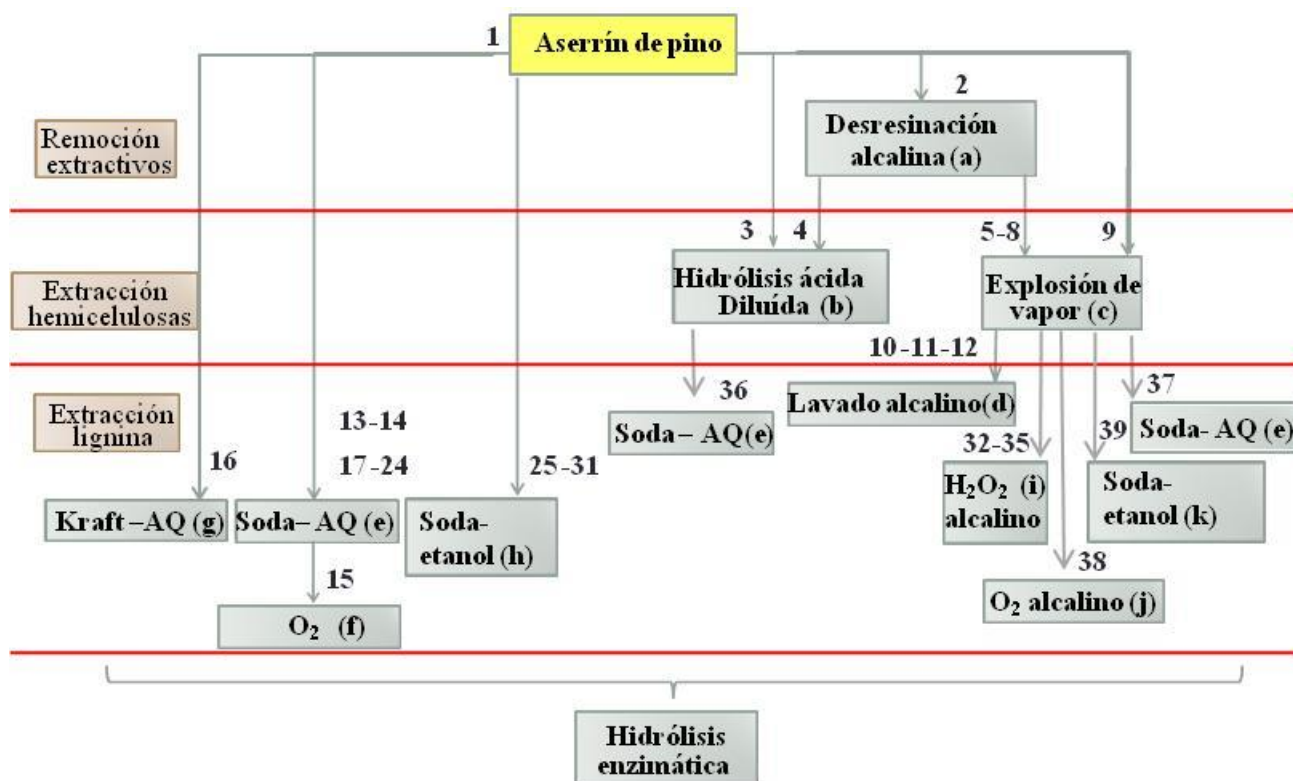 1
Aserrín de pino
2
Remoción
extractivos
Desresinación
alcalina (a)
3
4
5-8
9
Extracción
hemicelulosas
Hidrólisis ácida
Diluída (b)
Explosión de
vapor (c)
10-11-12
36
37
Extracción
lignina
13-14
17-24
Soda–AQ(e)
Lavado alcalino(d)
Soda-AQ (e)
32-35
39
16
25-31
Kraft–AQ (g)
Soda–AQ (e)
Soda-
etanol (h)
H₂O₂ (i)
alcalino
Soda-
etanol (k)
15
38
O₂ (f)
O₂ alcalino (j)
Hidrólisis
enzimática